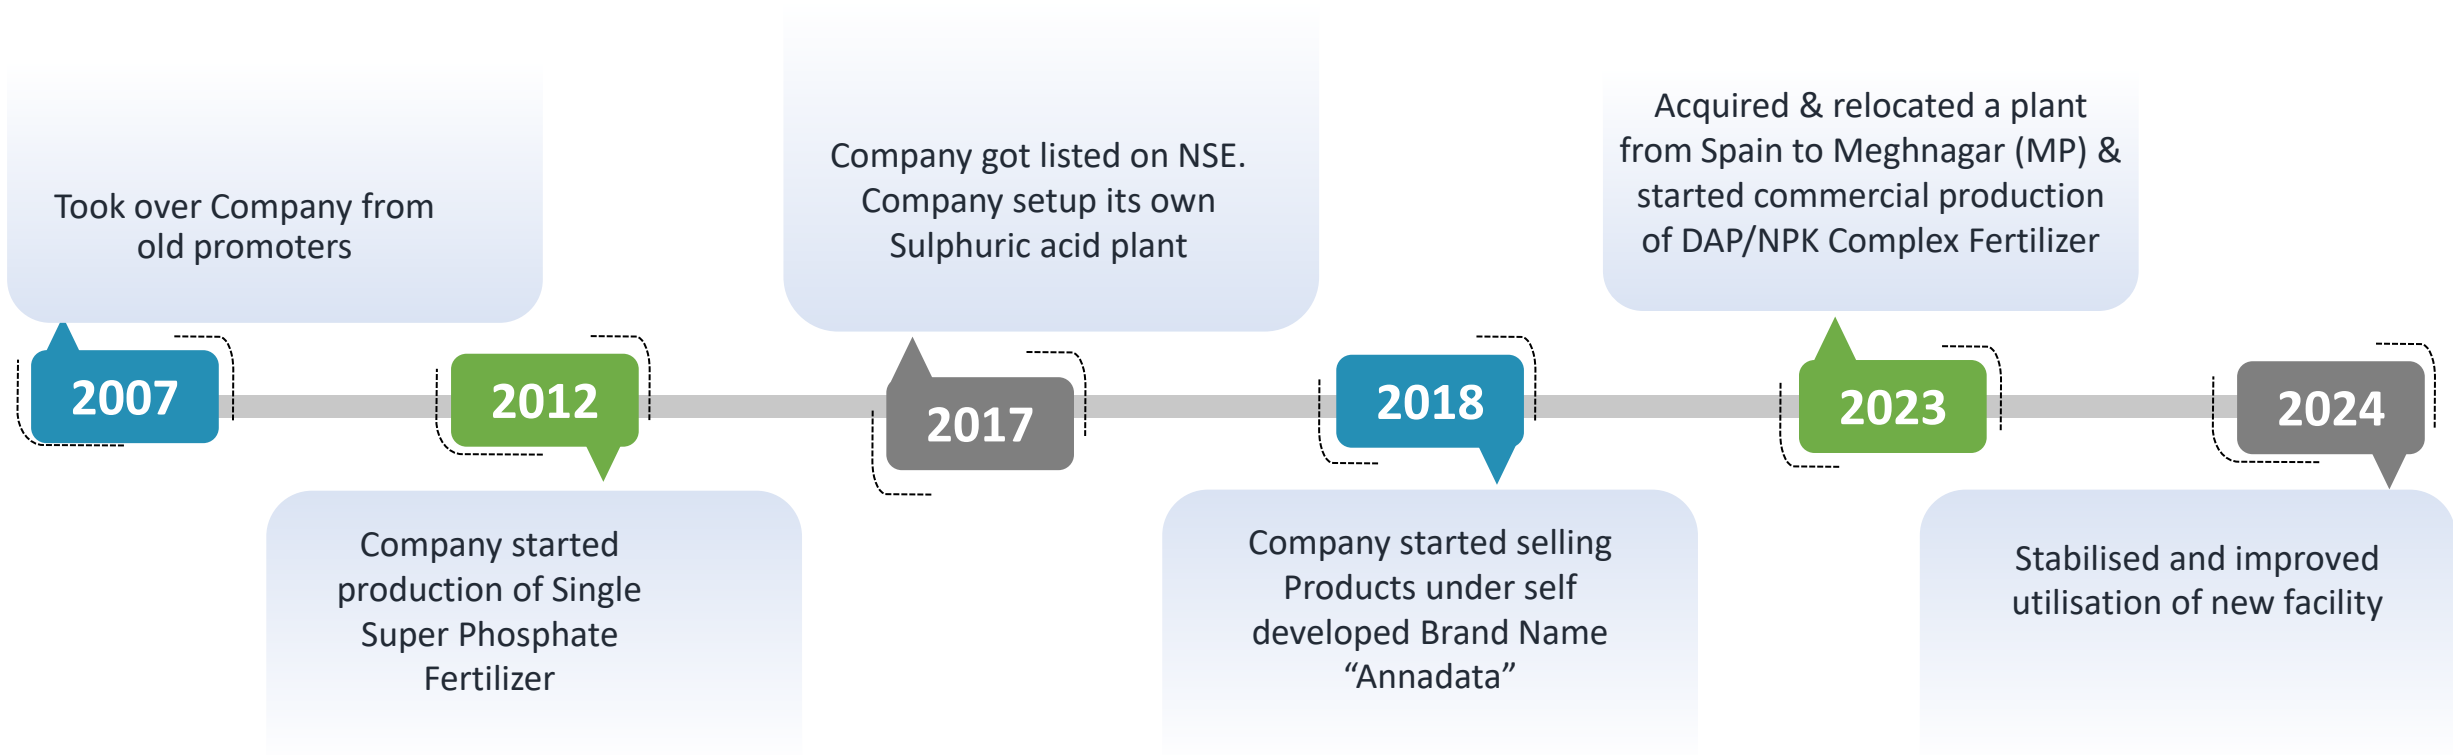 Took over Company from
old promoters
2007
2012
Company started
production of Single
Super Phosphate
Fertilizer
Company got listed on NSE.
Company setup its own
Sulphuric acid plant
2017
2018
Company started selling
Products under self
developed Brand Name
“Annadata”
Acquired & relocated a plant
from Spain to Meghnagar (MP) &
started commercial production
of DAP/NPK Complex Fertilizer
2023
2024
Stabilised and improved
utilisation of new facility